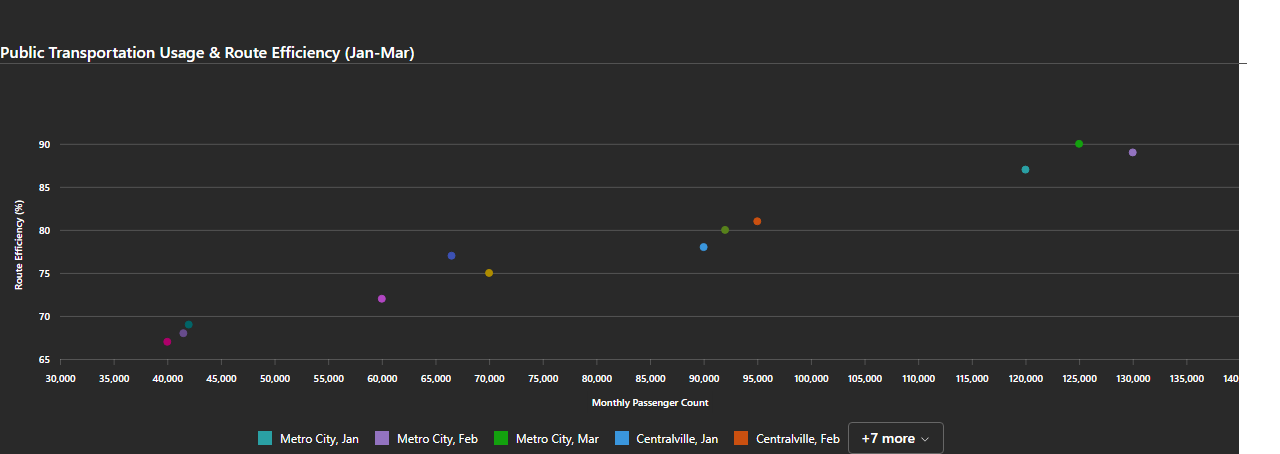 Public Transportation Usage & Route Efficiency (Jan-Mar)
90
85
80
75
70
65
Route Efficiency (%)
30,000 35,000 40,000 45,000 50,000 55,000 60,000 65,000 70,000 75,000 80,000 85,000 90,000 95,000 100,000 105,000 110,000 115,000 120,000 125,000 130,000 135,000 140
Monthly Passenger Count
Metro City, Jan Metro City, Feb Metro City, Mar Centralville, Jan Centralville, Feb +7 more